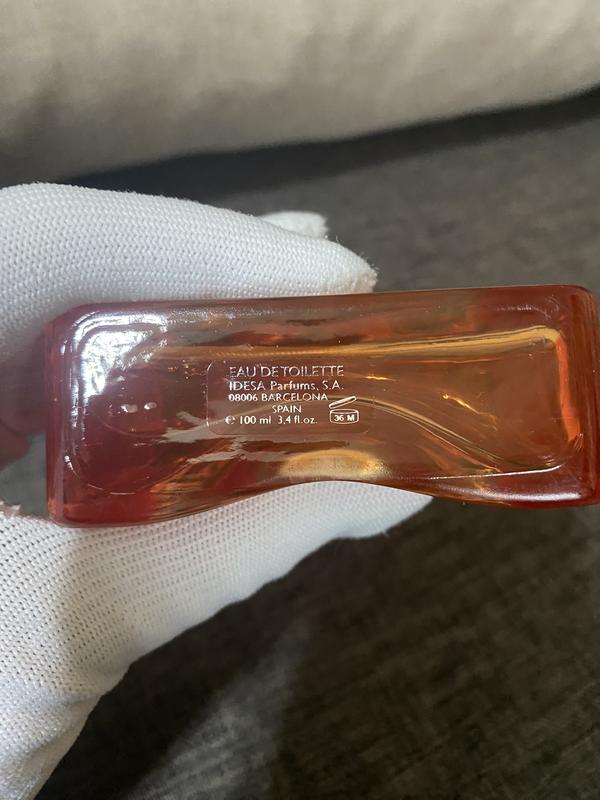 EAU DE TOILETTE
IDESA Parfums, S.A.
08006 BARCELONA
SPAIN
℮ 100 ml 3.4 fl.oz. 36 M